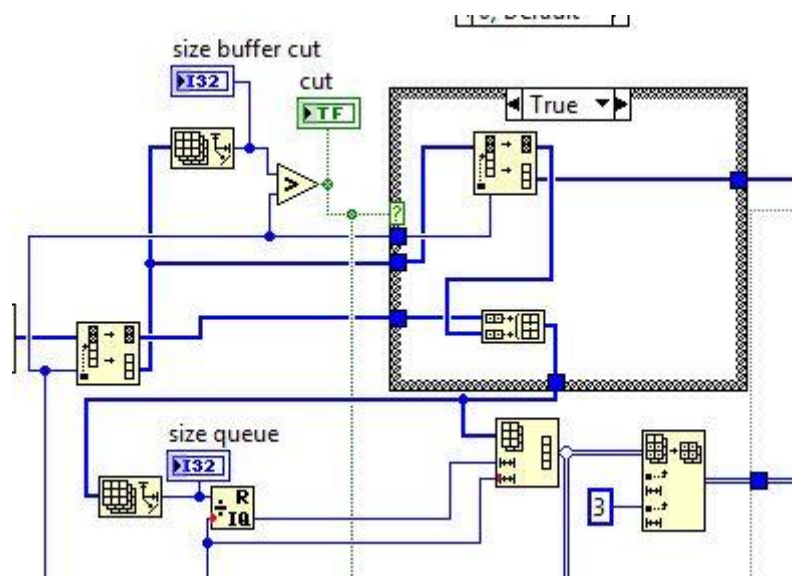 size buffer cut
I32
cut
TF
True
>
?
size queue
I32
R
IQ
3